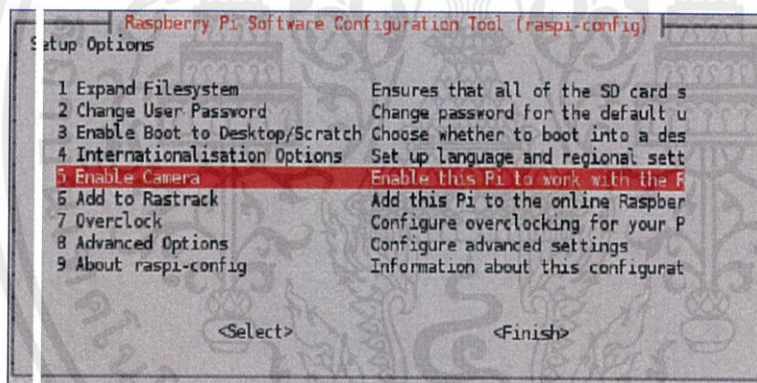 Raspberry Pi Software Configuration Tool (raspi-config)
Setup Options
1 Expand Filesystem Ensures that all of the SD card s
2 Change User Password Change password for the default u
3 Enable Boot to Desktop/Scratch Choose whether to boot into a des
4 Internationalisation Options Set up language and regional sett
5 Enable Camera Enable this Pi to work with the R
6 Add to Rastrack Add this Pi to the online Raspber
7 Overclock Configure overclocking for your P
8 Advanced Options Configure advanced settings
9 About raspi-config Information about this configurat
<Select> <Finish>